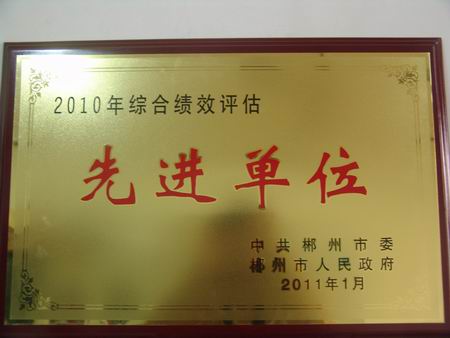 2010年综合绩效评估
先进单位
中共郴州市委
郴州市人民政府
2011年1月